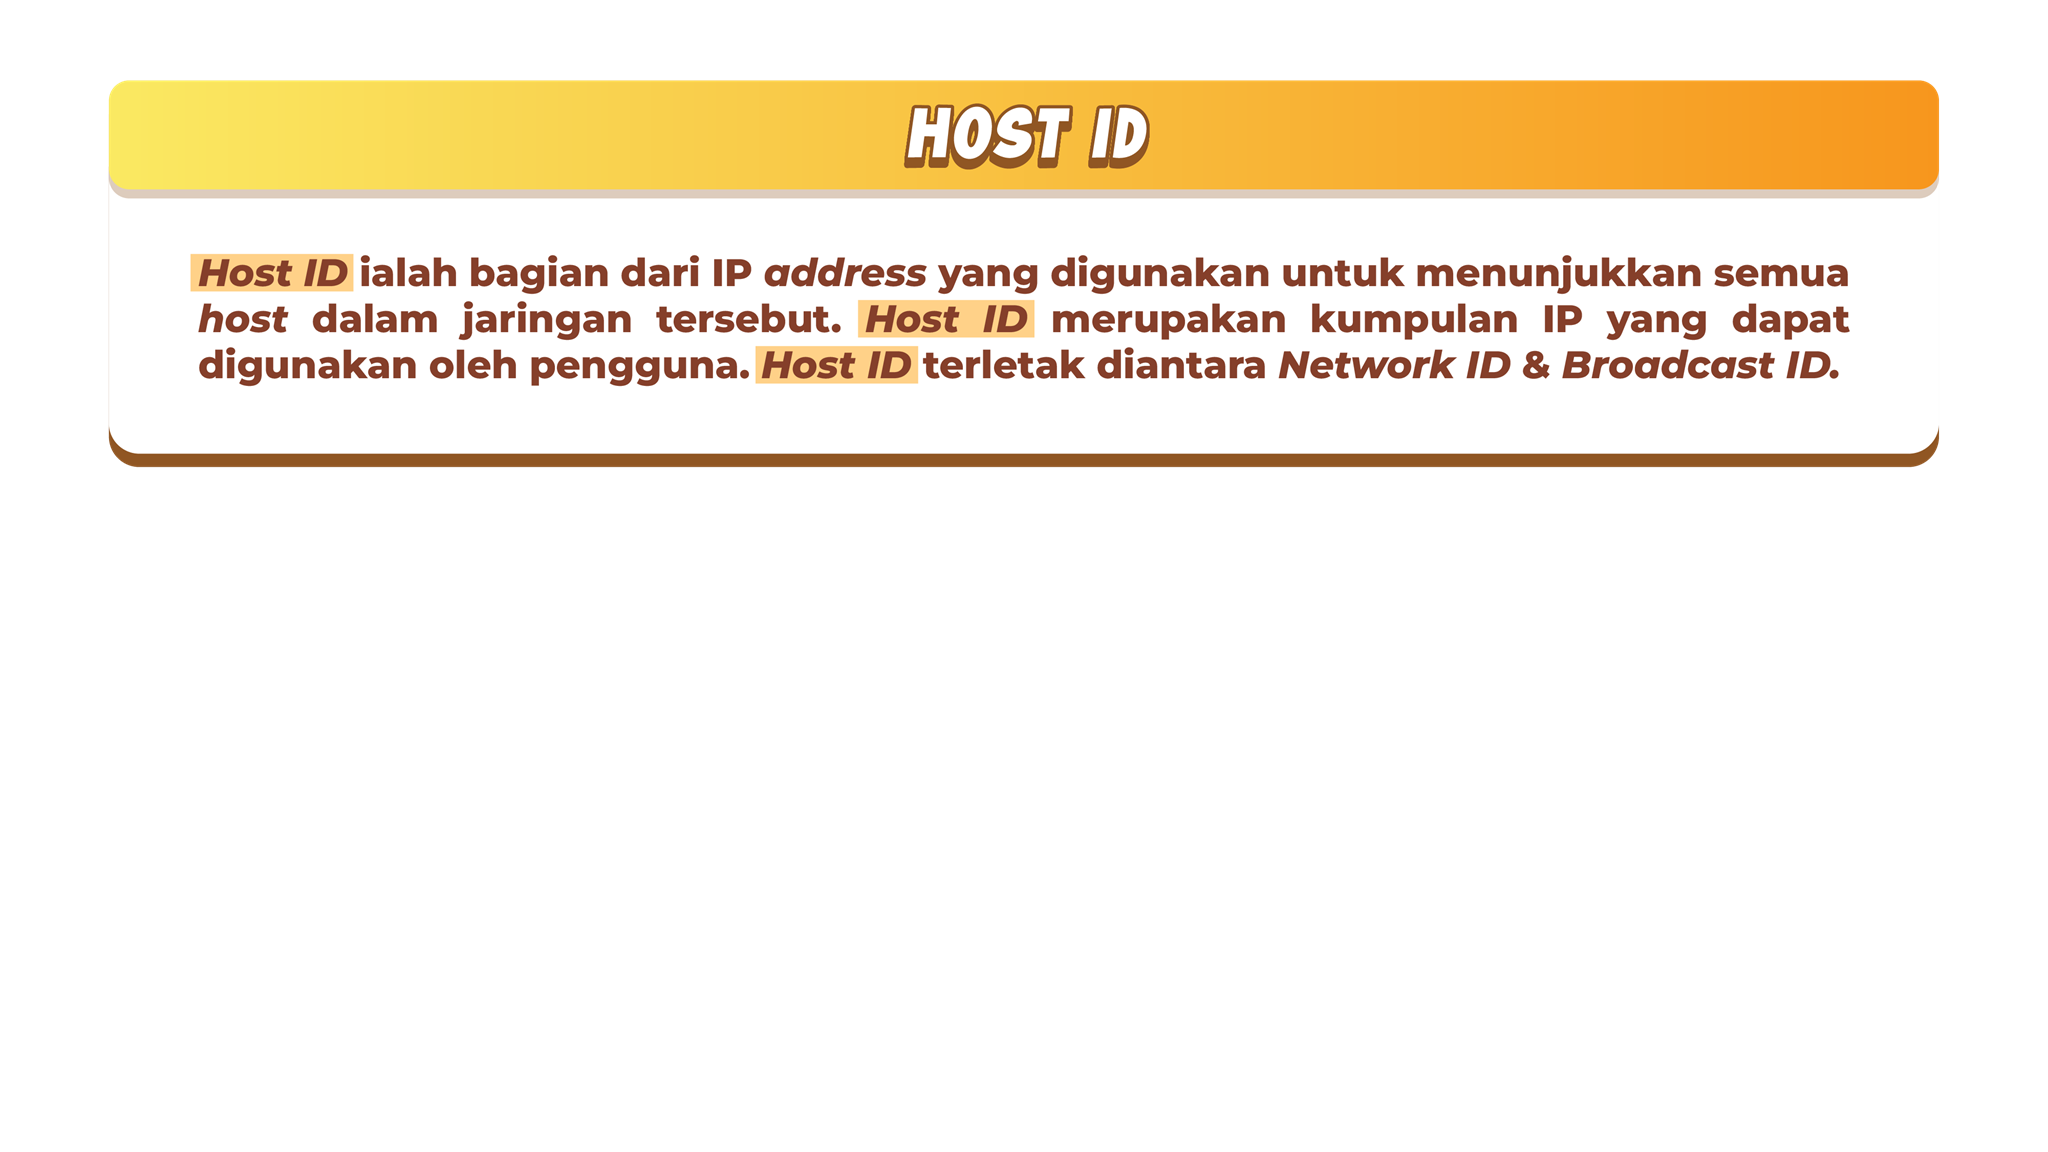 HOST ID
Host ID ialah bagian dari IP address yang digunakan untuk menunjukkan semua
host dalam jaringan tersebut. Host ID merupakan kumpulan IP yang dapat
digunakan oleh pengguna. Host ID terletak diantara Network ID & Broadcast ID.